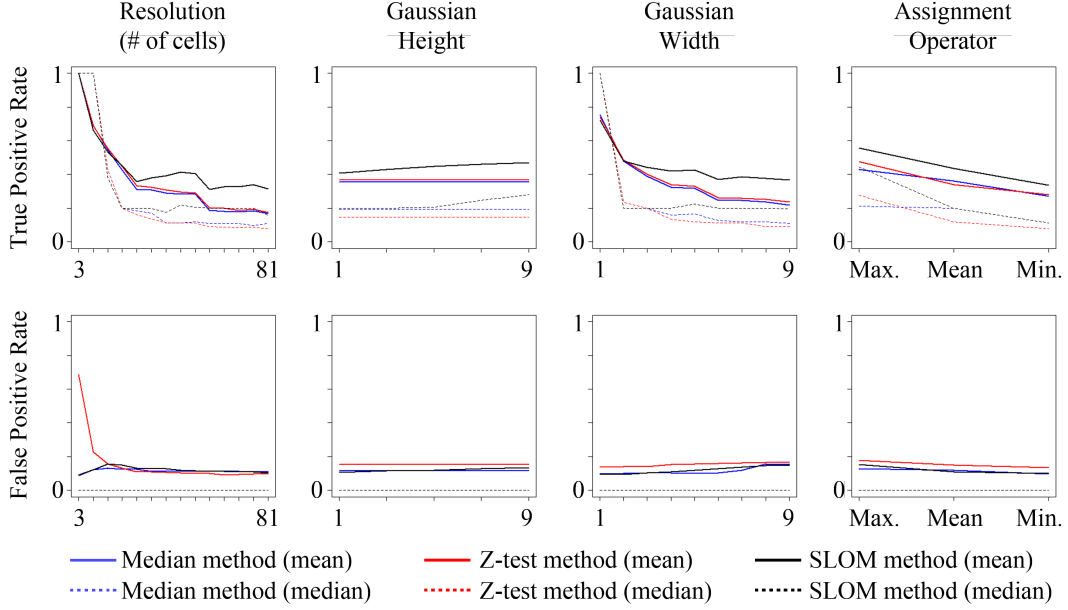 Resolution
(# of cells)
Gaussian
Height
Gaussian
Width
Assignment
Operator
True Positive Rate
1
0
3
81
1
0
1
9
1
0
1
9
1
0
Max.
Mean
Min.
False Positive Rate
1
0
3
81
1
0
1
9
1
0
1
9
1
0
Max.
Mean
Min.
Median method (mean)
Z-test method (mean)
SLOM method (mean)
Median method (median)
Z-test method (median)
SLOM method (median)